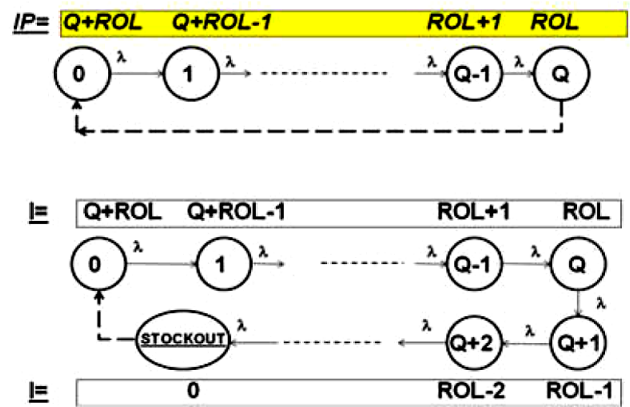 IP= Q+ROL Q+ROL-1 ROL+1 ROL
λ λ λ λ
0 1 Q-1 Q
I= Q+ROL Q+ROL-1 ROL+1 ROL
λ λ λ λ
0 1 Q-1 Q
λ
λ λ λ
STOCKOUT Q+2 Q+1
I= 0 ROL-2 ROL-1